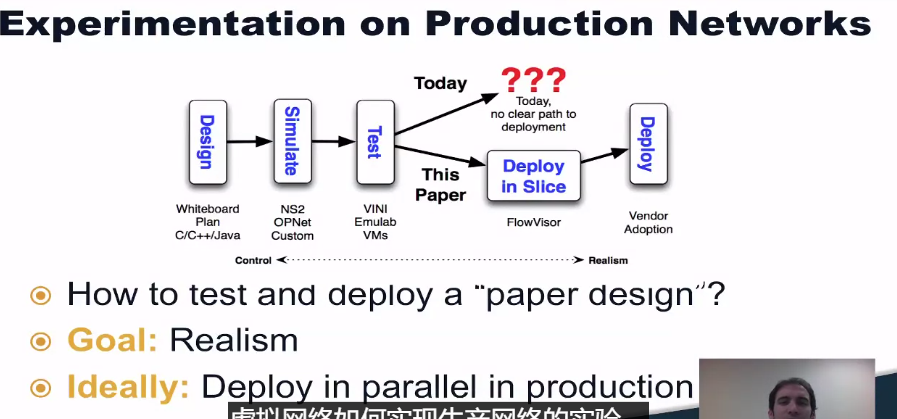 Experimentation on Production Networks
Today
???
Today,
no clear path to
deployment
Design
Simulate
Test
This
Paper
Deploy
in Slice
Deploy
Whiteboard
Plan
C/C++/Java
NS2
OPNet
Custom
VINI
Emulab
VMs
FlowVisor
Vendor
Adoption
Control
Realism
How to test and deploy a “paper design”?
Goal: Realism
Ideally: Deploy in parallel in production
虚拟网络如何实现生产网络的实验